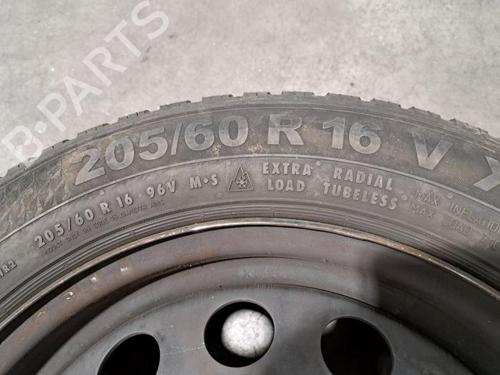 B-PARTS
205/60 R 16 V X
205/60 R 16 96V M•S EXTRA LOAD RADIAL TUBELESS